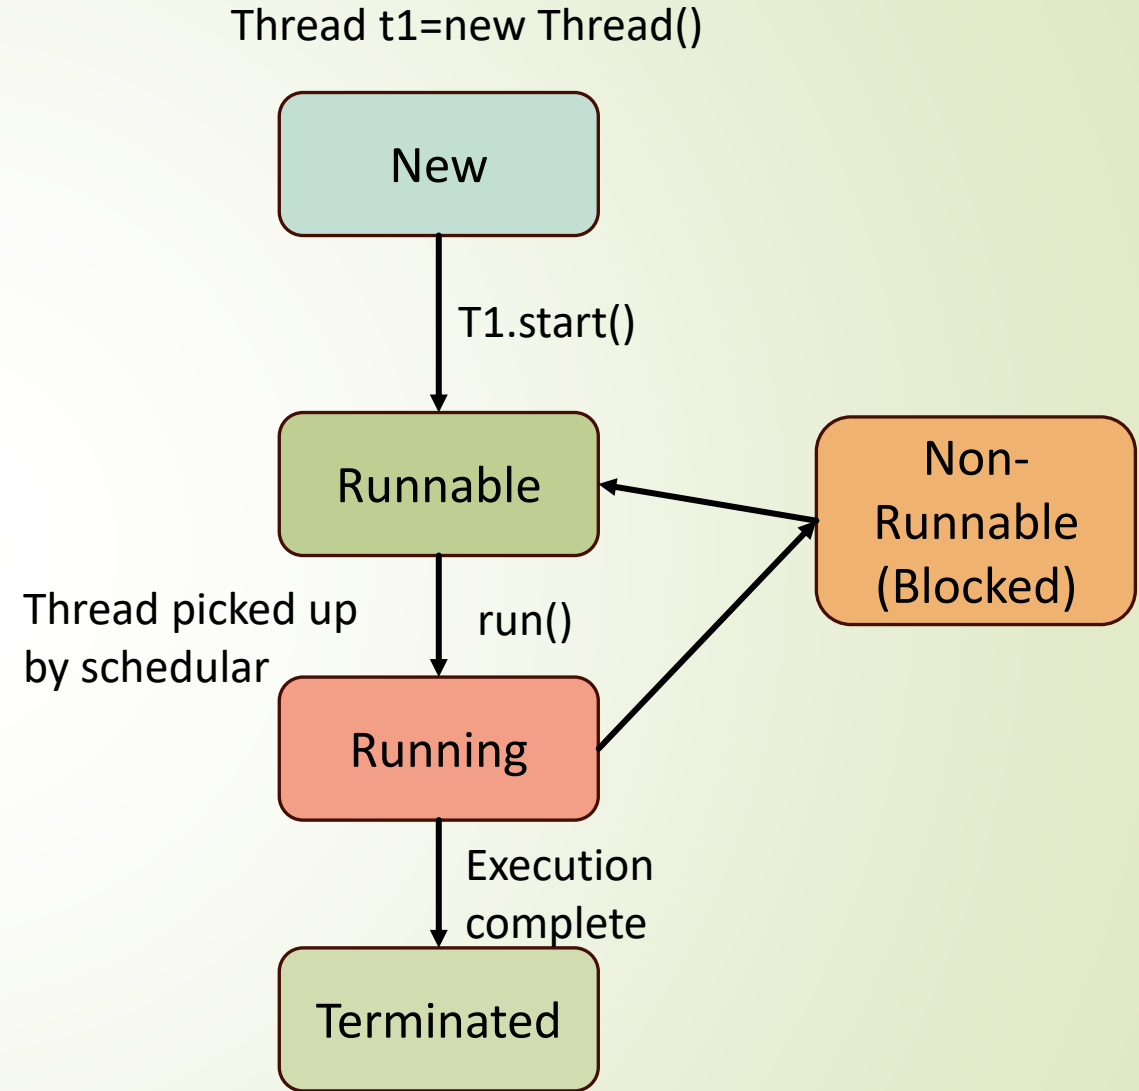 Thread t1=new Thread()
New
T1.start()
Runnable
Non-
Runnable
(Blocked)
Thread picked up
by schedular
run()
Running
Execution
complete
Terminated